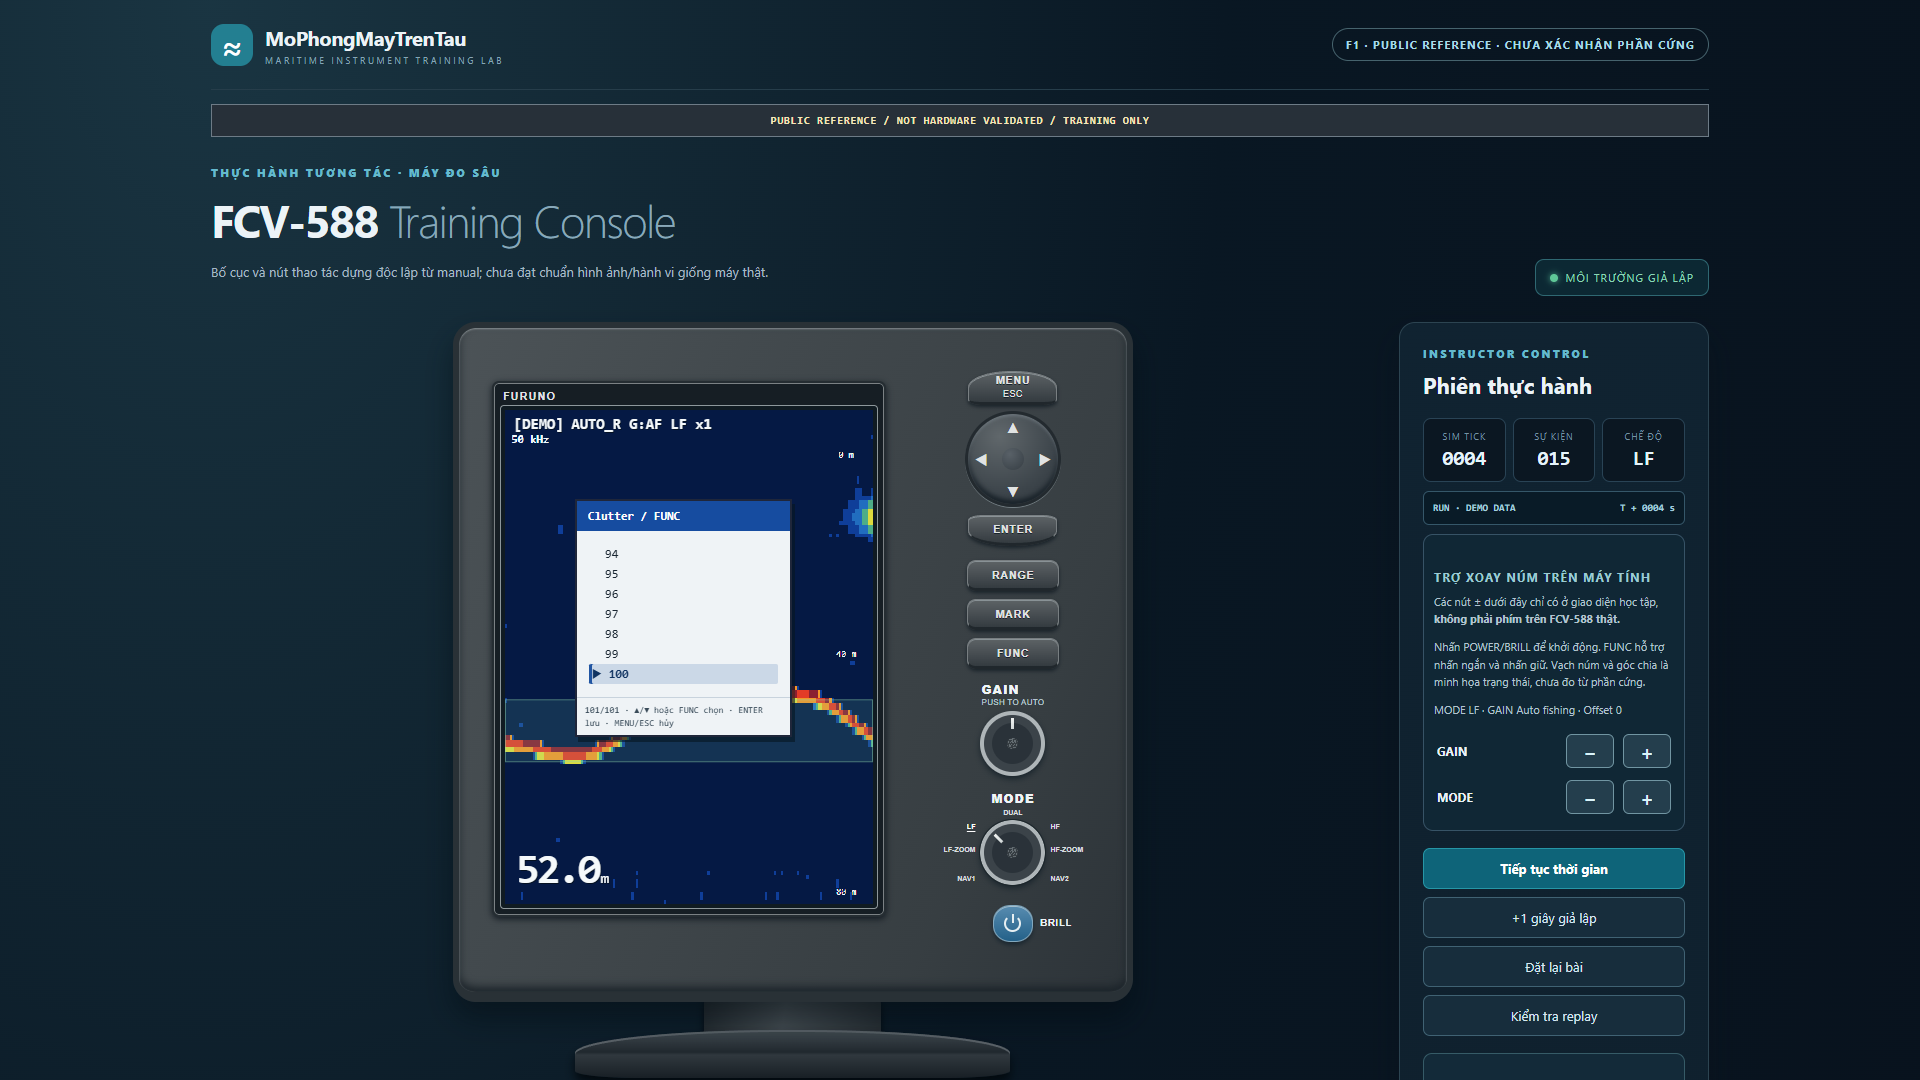 MoPhongMayTrenTau
MARITIME INSTRUMENT TRAINING LAB
F1 · PUBLIC REFERENCE · CHƯA XÁC NHẬN PHẦN CỨNG
PUBLIC REFERENCE / NOT HARDWARE VALIDATED / TRAINING ONLY
THỰC HÀNH TƯƠNG TÁC · MÁY ĐO SÂU
FCV-588 Training Console
Bố cục và nút thao tác dựng độc lập từ manual; chưa đạt chuẩn hình ảnh/hành vi giống máy thật.
MÔI TRƯỜNG GIẢ LẬP
FURUNO
[DEMO] AUTO_R G:AF LF x1
50 kHz
0 m
Clutter / FUNC
94
95
96
97
98
99
▶ 100
101/101 · ▲/▼ hoặc FUNC chọn · ENTER
lưu · MENU/ESC hủy
40 m
80 m
52.0m
MENU
ESC
▲
◀ ▶
▼
ENTER
RANGE
MARK
FUNC
GAIN
PUSH TO AUTO
MODE
DUAL
LF HF
LF-ZOOM HF-ZOOM
NAV1 NAV2
BRILL
INSTRUCTOR CONTROL
Phiên thực hành
SIM TICK
0004
SỰ KIỆN
015
CHẾ ĐỘ
LF
RUN · DEMO DATA T + 0004 s
TRỢ XOAY NÚM TRÊN MÁY TÍNH
Các nút ± dưới đây chỉ có ở giao diện học tập,
không phải phím trên FCV-588 thật.
Nhấn POWER/BRILL để khởi động. FUNC hỗ trợ
nhấn ngắn và nhấn giữ. Vạch núm và góc chia là
minh họa trạng thái, chưa đo từ phần cứng.
MODE LF · GAIN Auto fishing · Offset 0
GAIN − +
MODE − +
Tiếp tục thời gian
+1 giây giả lập
Đặt lại bài
Kiểm tra replay